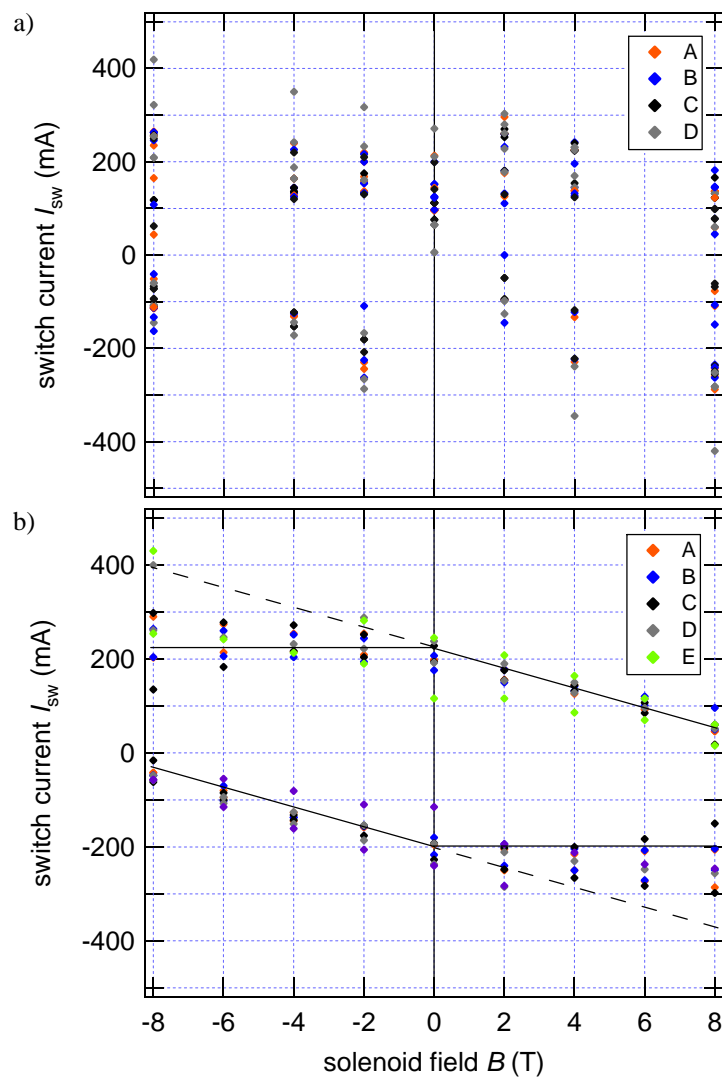 a)
400
200
0
-200
-400
switch current Isw (mA)
A
B
C
D
b)
400
200
0
-200
-400
switch current Isw (mA)
A
B
C
D
E
-8 -6 -4 -2 0 2 4 6 8
solenoid field B (T)